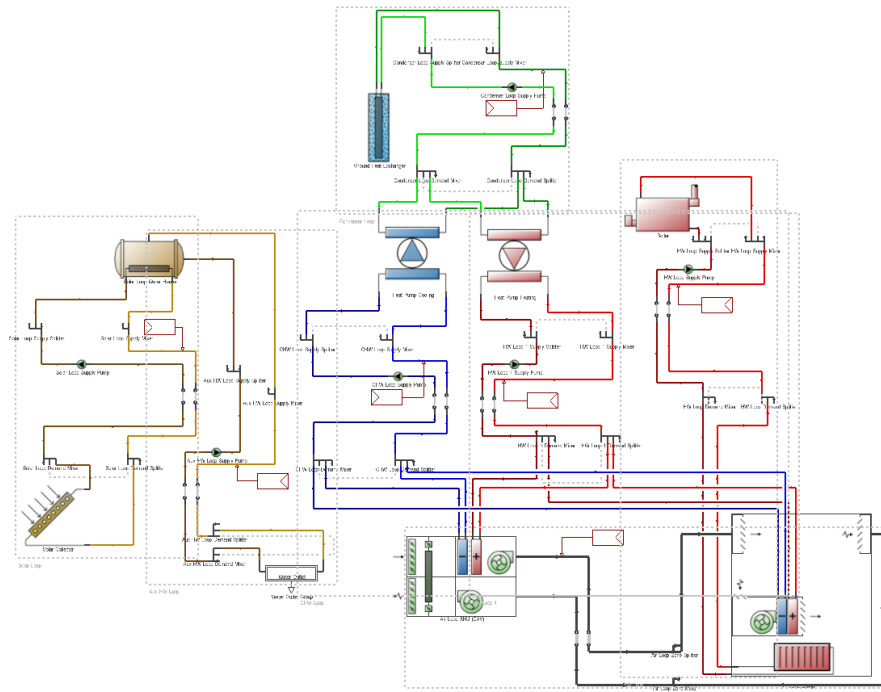 Condenser Loop Supply Splitter
Condenser Loop Supply Mixer
Condenser Loop Supply Pump
Ground Heat Exchanger
Condenser Loop Demand Mixer
Condenser Loop Demand Splitter
Condenser Loop
Boiler
HW Loop Supply Splitter
HW Loop Supply Mixer
HW Loop Supply Pump
Solar Loop Water Heater
Heat Pump Cooling
Heat Pump Heating
Solar Loop Supply Splitter
Solar Loop Supply Mixer
CHW Loop Supply Splitter
CHW Loop Supply Mixer
HW Loop 1 Supply Splitter
HW Loop 1 Supply Mixer
Solar Loop Supply Pump
Aux HW Loop Supply Splitter
CHW Loop Supply Pump
HW Loop 1 Supply Pump
Aux HW Loop Supply Mixer
HW Loop Demand Mixer
HW Loop Demand Splitter
HW Loop 1 Demand Mixer
HW Loop 1 Demand Splitter
Aux HW Loop Supply Pump
Solar Loop Demand Mixer
Solar Loop Demand Splitter
CHW Loop Demand Mixer
CHW Loop Demand Splitter
Aux HW Loop Demand Splitter
Solar Collector
Aux HW Loop Demand Mixer
Solar Loop
Water Outlet
Aux HW Loop
Water Outlet Group
CHW Loop
Air Loop AHU (CAV)
Air Loop Zone Splitter
Air Loop Zone Mixer